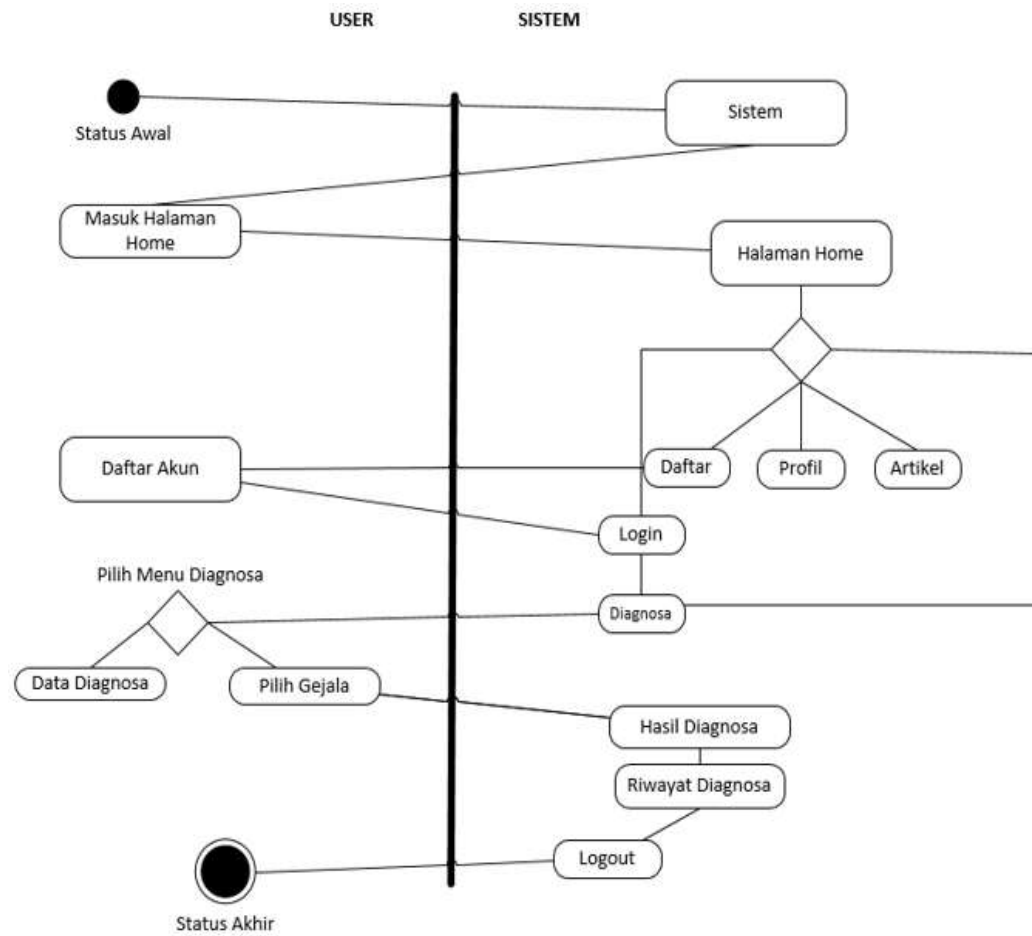 USER
SISTEM
Status Awal
Sistem
Masuk Halaman
Home
Halaman Home
Daftar Akun
Daftar
Profil
Artikel
Login
Pilih Menu Diagnosa
Diagnosa
Data Diagnosa
Pilih Gejala
Hasil Diagnosa
Riwayat Diagnosa
Logout
Status Akhir